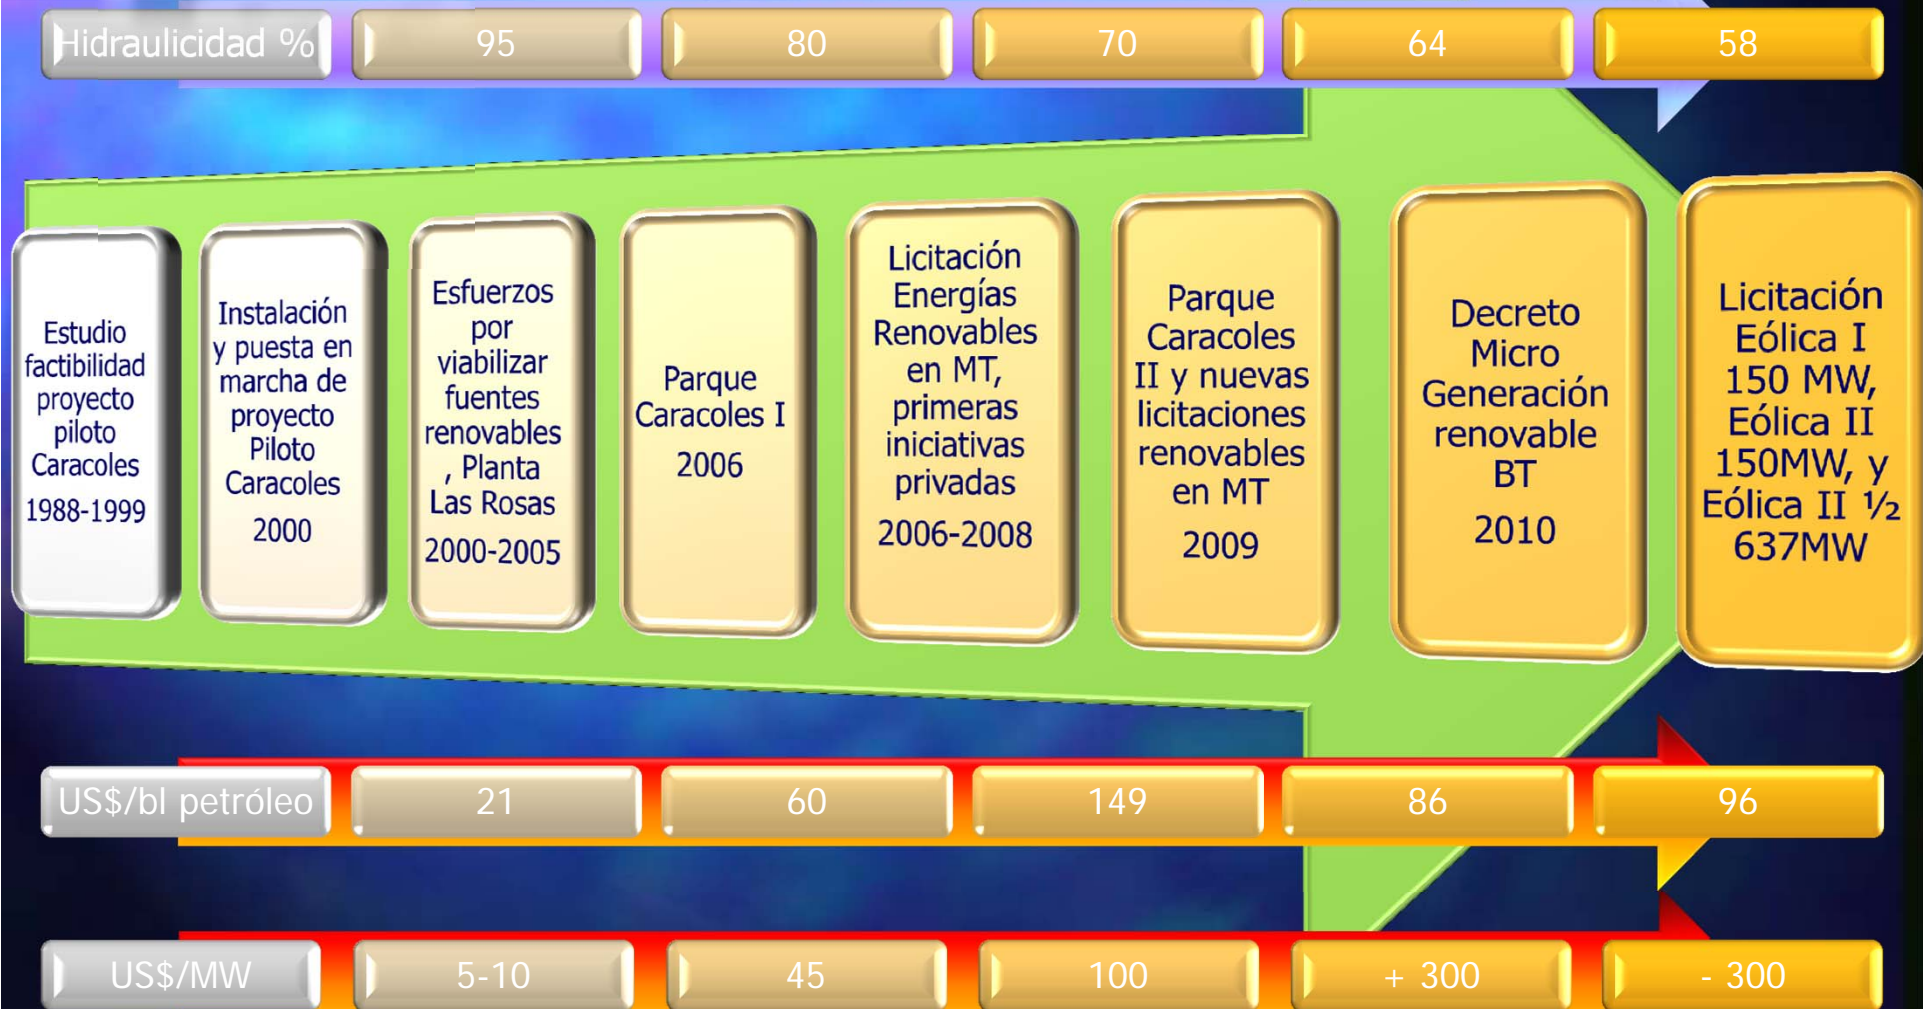 Hidraulicidad % 95 80 70 64 58
Estudio
factibilidad
proyecto
piloto
Caracoles
1988-1999
Instalación
y puesta en
marcha de
proyecto
Piloto
Caracoles
2000
Esfuerzos
por
viabilizar
fuentes
renovables
, Planta
Las Rosas
2000-2005
Parque
Caracoles I
2006
Licitación
Energías
Renovables
en MT,
primeras
iniciativas
privadas
2006-2008
Parque
Caracoles
II y nuevas
licitaciones
renovables
en MT
2009
Decreto
Micro
Generación
renovable
BT
2010
Licitación
Eólica I
150 MW,
Eólica II
150MW, y
Eólica II ½
637MW
US$/bl petróleo 21 60 149 86 96
US$/MW 5-10 45 100 + 300 - 300